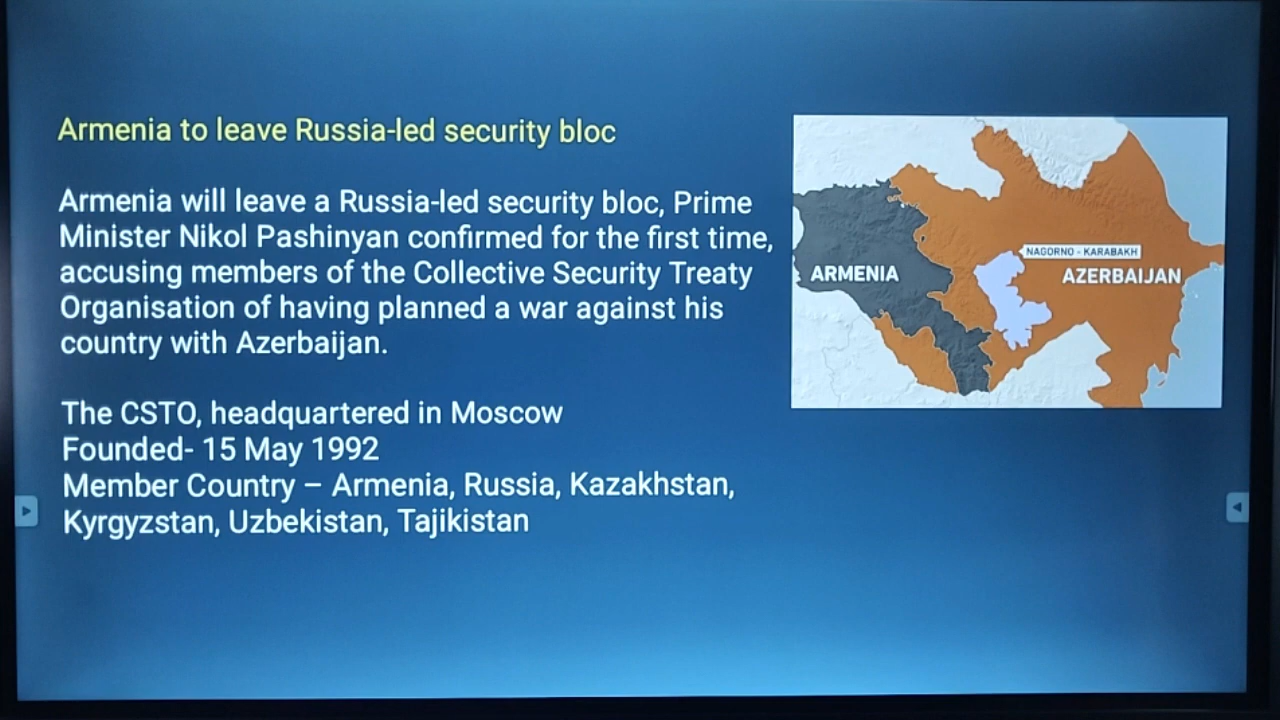 Armenia to leave Russia-led security bloc
Armenia will leave a Russia-led security bloc, Prime
Minister Nikol Pashinyan confirmed for the first time,
accusing members of the Collective Security Treaty
Organisation of having planned a war against his
country with Azerbaijan.
The CSTO, headquartered in Moscow
Founded- 15 May 1992
Member Country – Armenia, Russia, Kazakhstan,
Kyrgyzstan, Uzbekistan, Tajikistan
NAGORNO - KARABAKH
ARMENIA
AZERBAIJAN